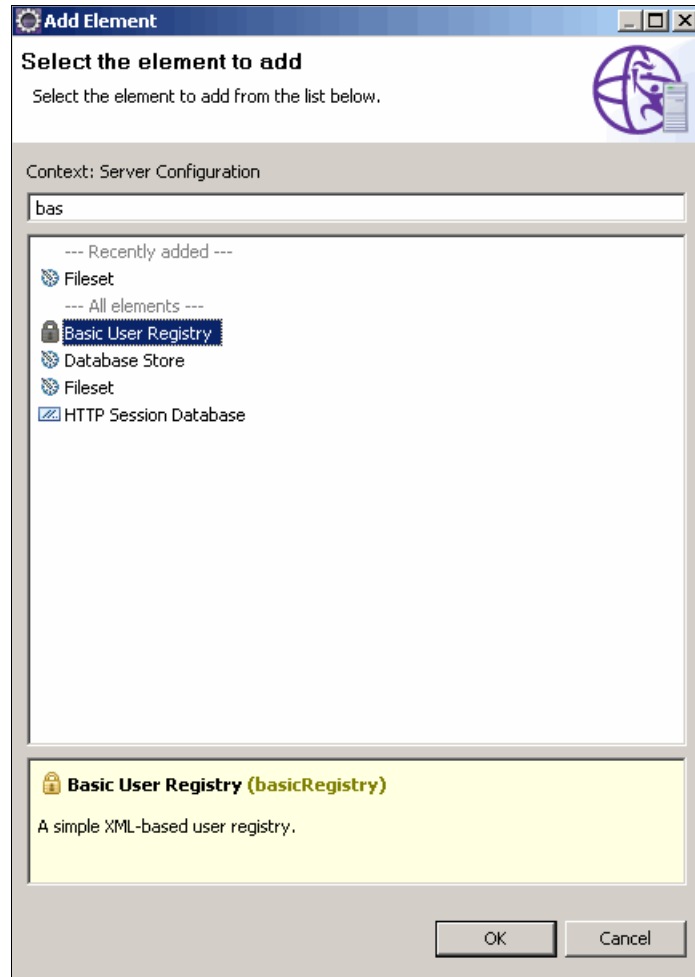 Add Element
Select the element to add
Select the element to add from the list below.
Context: Server Configuration
bas
--- Recently added ---
Fileset
--- All elements ---
Basic User Registry
Database Store
Fileset
HTTP Session Database
Basic User Registry (basicRegistry)
A simple XML-based user registry.
OK Cancel